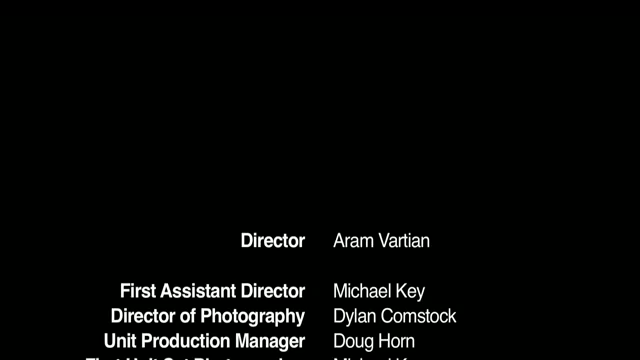 Director Aram Vartian
First Assistant Director Michael Key
Director of Photography Dylan Comstock
Unit Production Manager Doug Horn